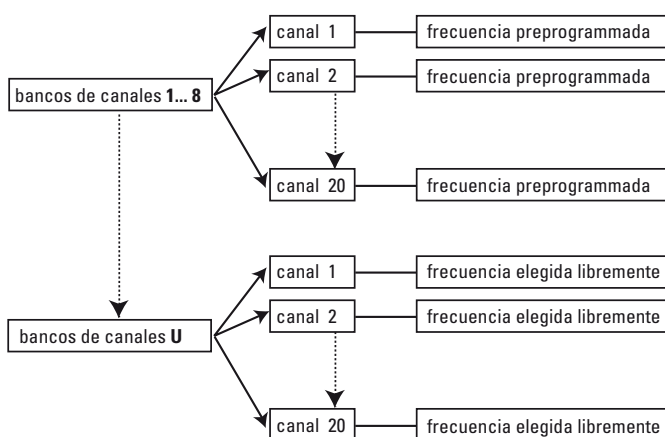 canal 1 frecuencia preprogrammada
canal 2 frecuencia preprogrammada
bancos de canales 1... 8
canal 20 frecuencia preprogrammada
canal 1 frecuencia elegida libremente
canal 2 frecuencia elegida libremente
bancos de canales U
canal 20 frecuencia elegida libremente